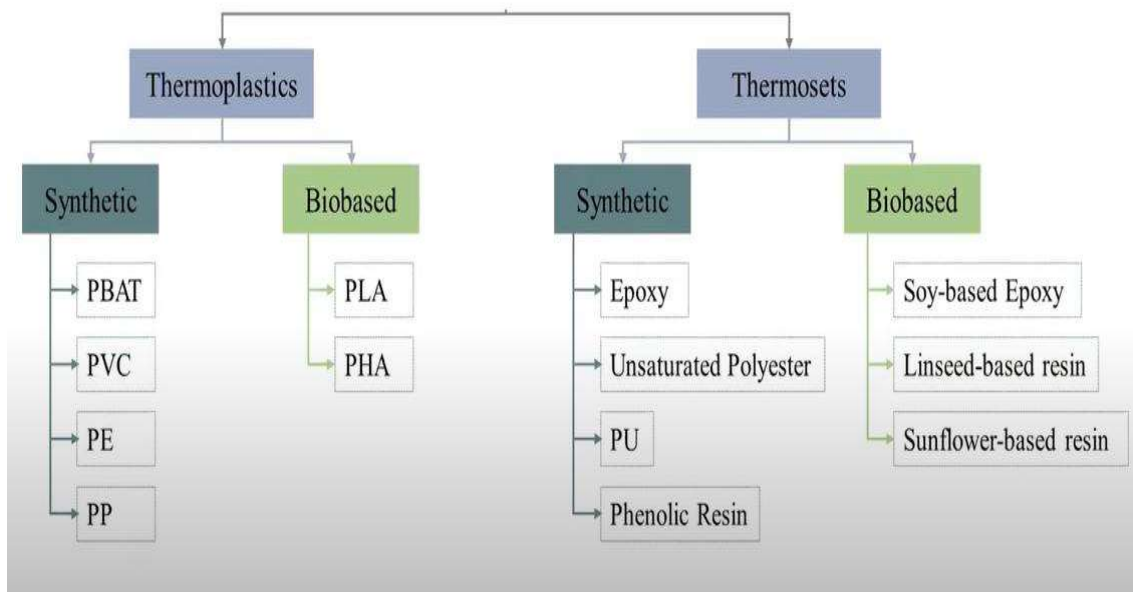 Thermoplastics
Thermosets
Synthetic
Biobased
Synthetic
Biobased
PBAT
PLA
Epoxy
Soy-based Epoxy
PVC
PHA
Unsaturated Polyester
Linseed-based resin
PE
PU
Sunflower-based resin
PP
Phenolic Resin